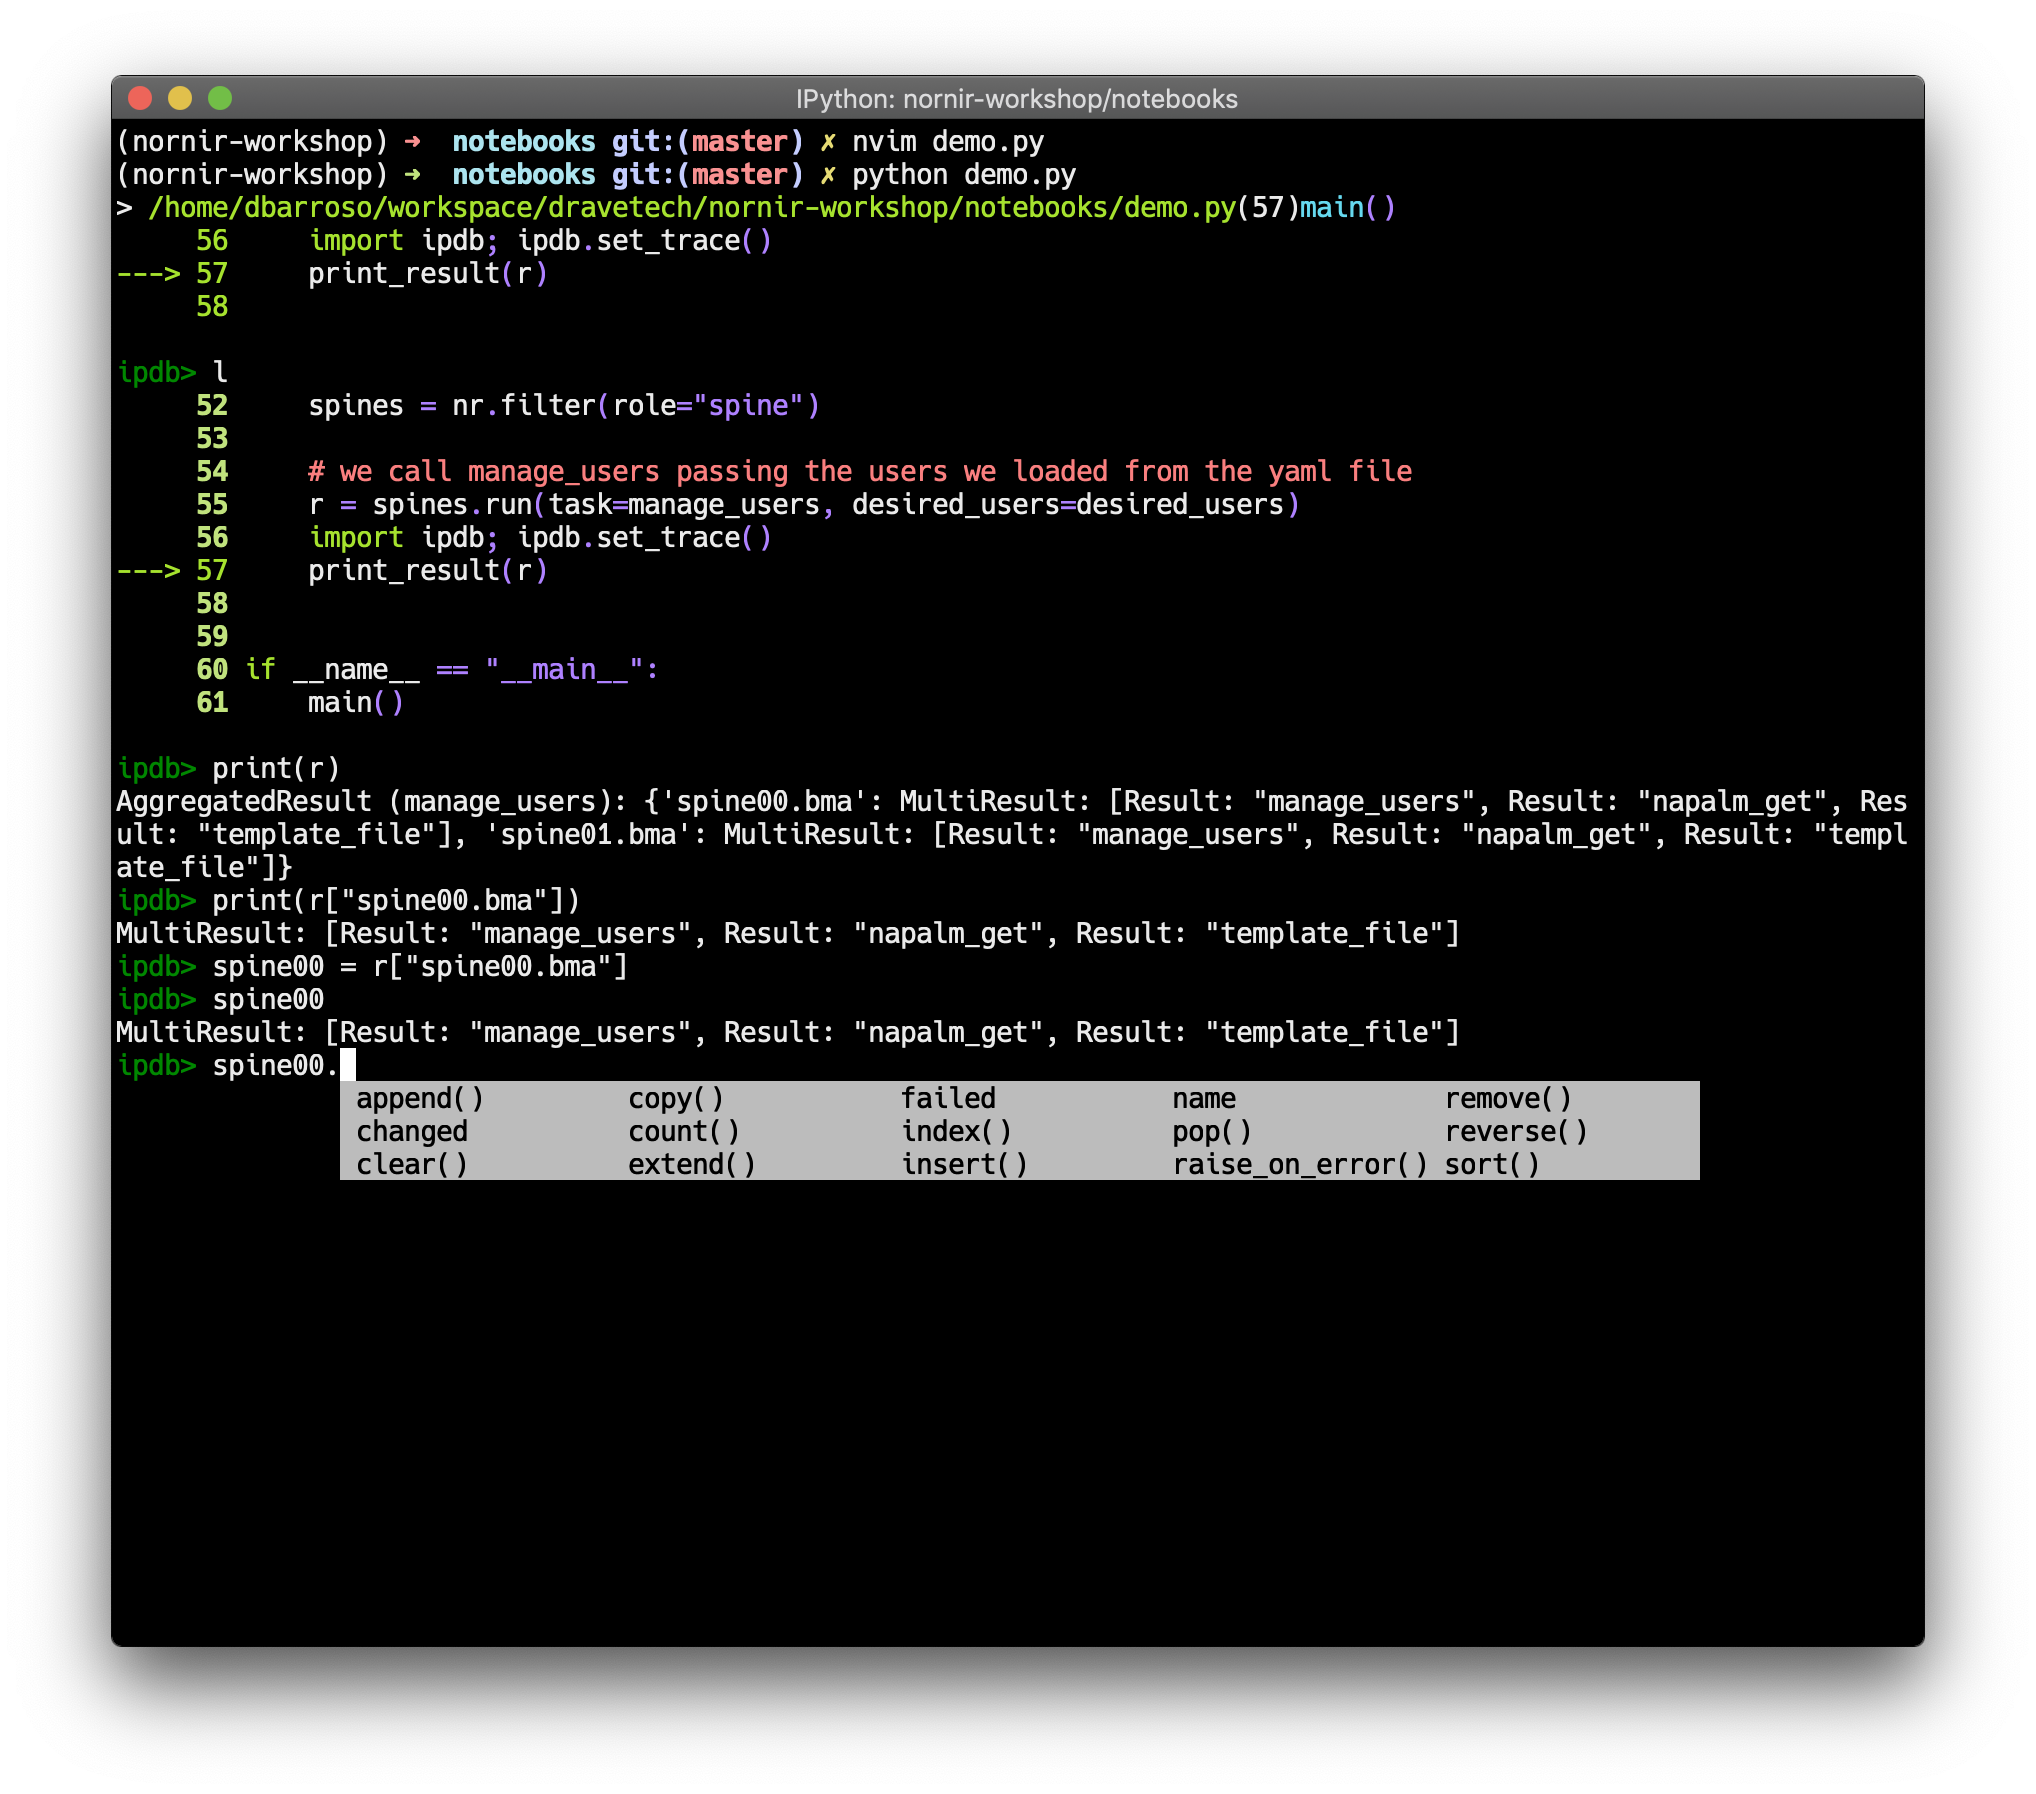 IPython: nornir-workshop/notebooks
(nornir-workshop) ➜  notebooks git:(master) ✗ nvim demo.py
(nornir-workshop) ➜  notebooks git:(master) ✗ python demo.py
> /home/dbarroso/workspace/dravetech/nornir-workshop/notebooks/demo.py(57)main()
     56     import ipdb; ipdb.set_trace()
---> 57     print_result(r)
     58
ipdb> l
     52     spines = nr.filter(role="spine")
     53
     54     # we call manage_users passing the users we loaded from the yaml file
     55     r = spines.run(task=manage_users, desired_users=desired_users)
     56     import ipdb; ipdb.set_trace()
---> 57     print_result(r)
     58
     59
     60 if __name__ == "__main__":
     61     main()
ipdb> print(r)
AggregatedResult (manage_users): {'spine00.bma': MultiResult: [Result: "manage_users", Result: "napalm_get", Res
ult: "template_file"], 'spine01.bma': MultiResult: [Result: "manage_users", Result: "napalm_get", Result: "templ
ate_file"]}
ipdb> print(r["spine00.bma"])
MultiResult: [Result: "manage_users", Result: "napalm_get", Result: "template_file"]
ipdb> spine00 = r["spine00.bma"]
ipdb> spine00
MultiResult: [Result: "manage_users", Result: "napalm_get", Result: "template_file"]
ipdb> spine00.
append() copy() failed name remove()
changed count() index() pop() reverse()
clear() extend() insert() raise_on_error() sort()